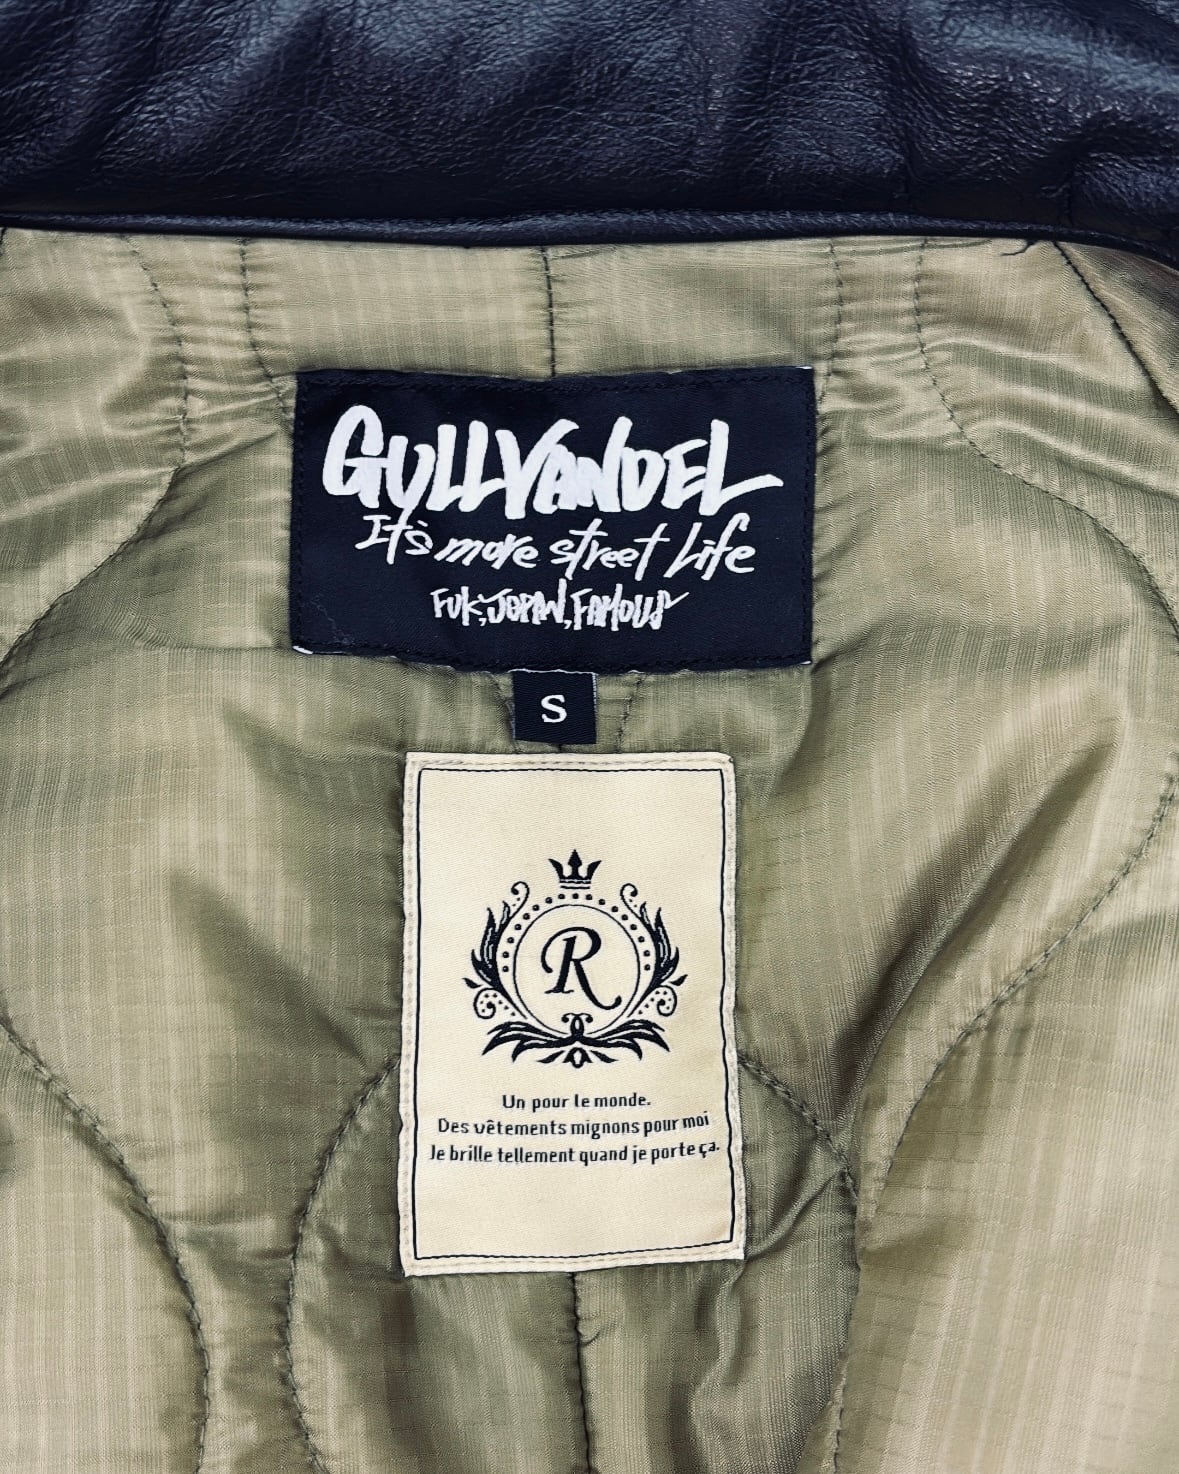 GULLVANDEL
It's more street Life
FUK,JAPAN,FAMOUS
S
R
Un pour le monde.
Des vêtements mignons pour moi
Je brille tellement quand je porte ça.